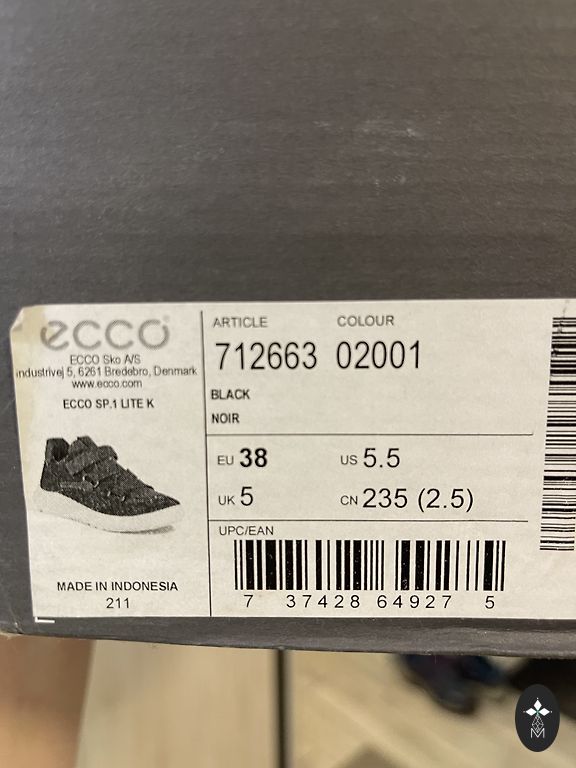 ecco
ECCO Sko A/S
Industrivej 5, 6261 Bredebro, Denmark
www.ecco.com
ECCO SP.1 LITE K
MADE IN INDONESIA
211
ARTICLE COLOUR
712663 02001
BLACK
NOIR
EU 38 US 5.5
UK 5 CN 235 (2.5)
UPC/EAN
7 37428 64927 5
M